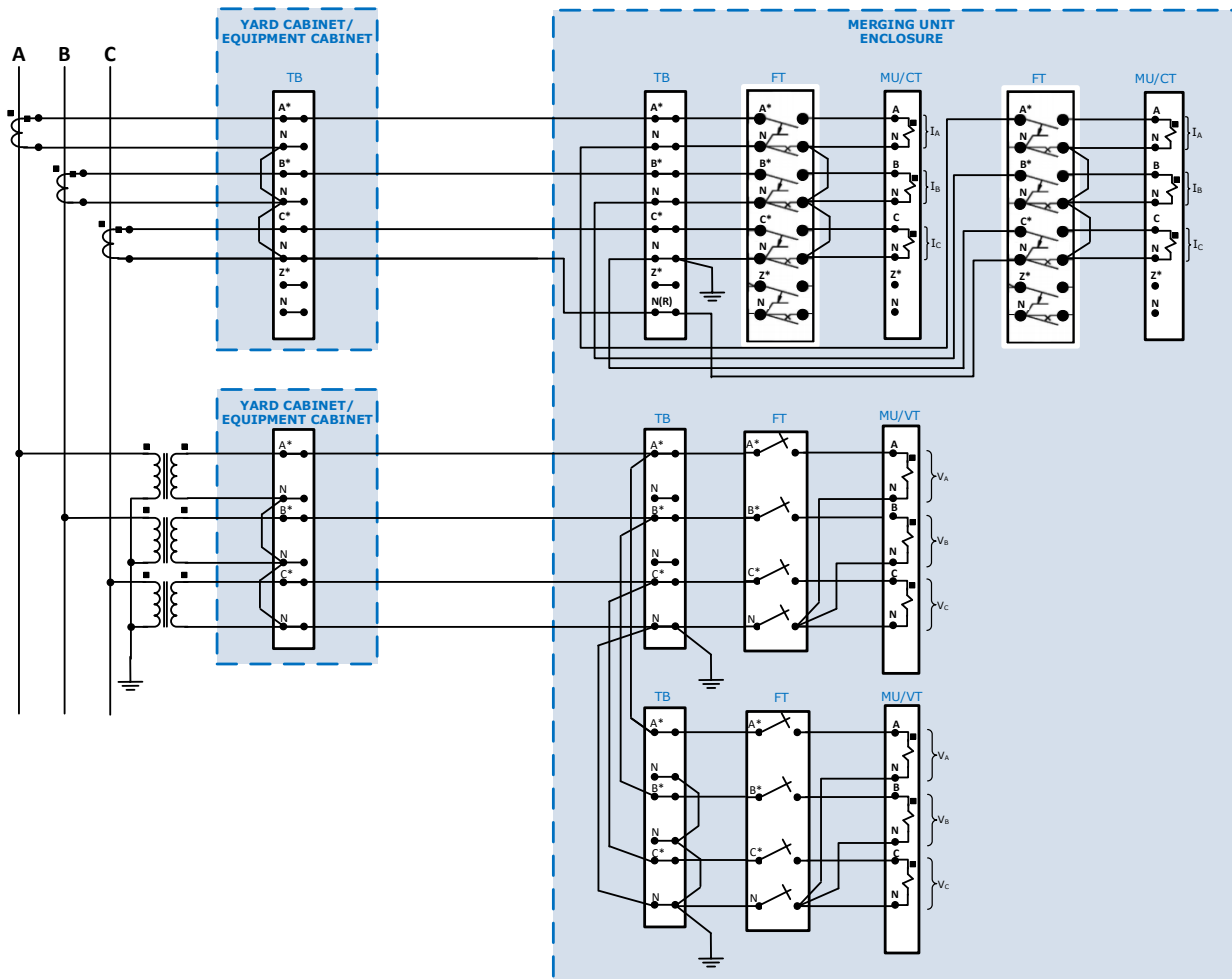 YARD CABINET/
EQUIPMENT CABINET
MERGING UNIT
ENCLOSURE
A B C
TB
TB
FT
MU/CT
FT
MU/CT
A*
N
B*
N
C*
N
Z*
N
A*
N
B*
N
C*
N
Z*
N(R)
A*
N
B*
N
C*
N
Z*
N
A
N
B
N
C
N
Z*
N
IA
IB
IC
A*
N
B*
N
C*
N
Z*
N
A
N
B
N
C
N
Z*
N
IA
IB
IC
YARD CABINET/
EQUIPMENT CABINET
A*
N
B*
N
C*
N
TB
FT
MU/VT
A*
N
B*
N
C*
N
A*
B*
C*
N
A
N
B
N
C
N
VA
VB
VC
TB
FT
MU/VT
A*
N
B*
N
C*
N
A*
B*
C*
N
A
N
B
N
C
N
VA
VB
VC